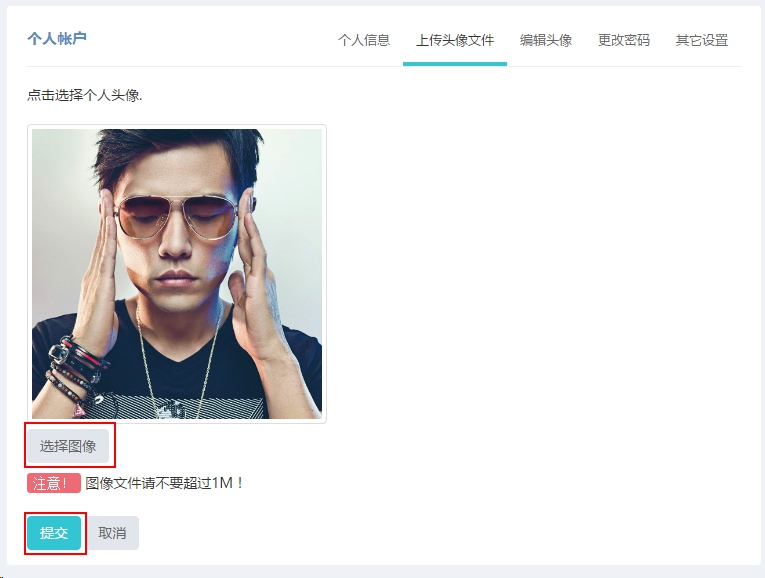 个人帐户 个人信息 上传头像文件 编辑头像 更改密码 其它设置
点击选择个人头像.
选择图像
注意！ 图像文件请不要超过1M！
提交 取消